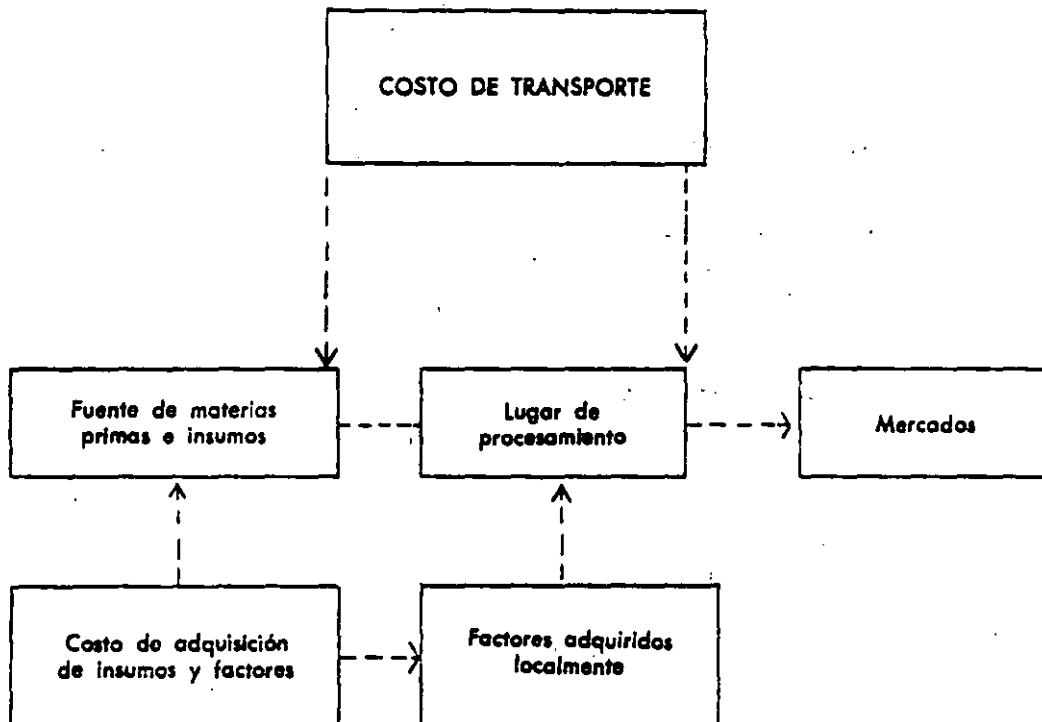 COSTO DE TRANSPORTE
Fuente de materias
primas e insumos
Lugar de
procesamiento
Mercados
Costo de adquisición
de insumos y factores
Factores adquiridos
localmente